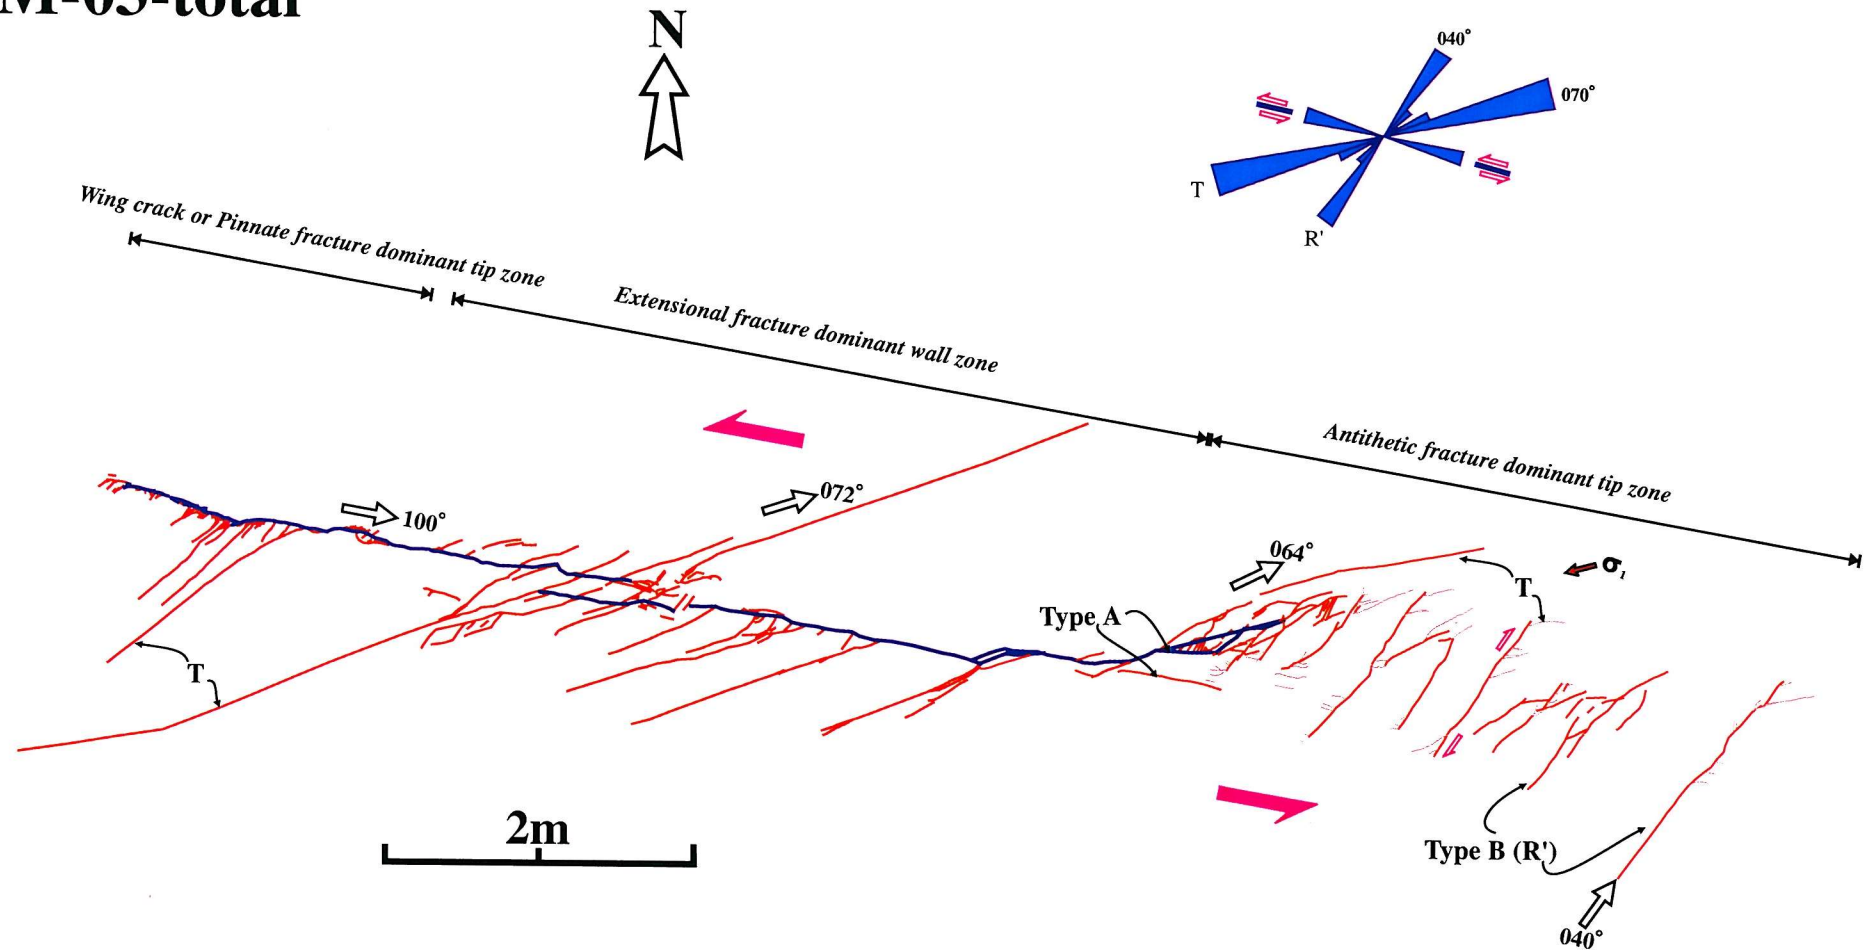 M-05-total
N
040°
070°
T
R'
Wing crack or Pinnate fracture dominant tip zone
Extensional fracture dominant wall zone
Antithetic fracture dominant tip zone
072°
100°
064°
σ₁
T
Type A
T
2m
Type B (R')
040°